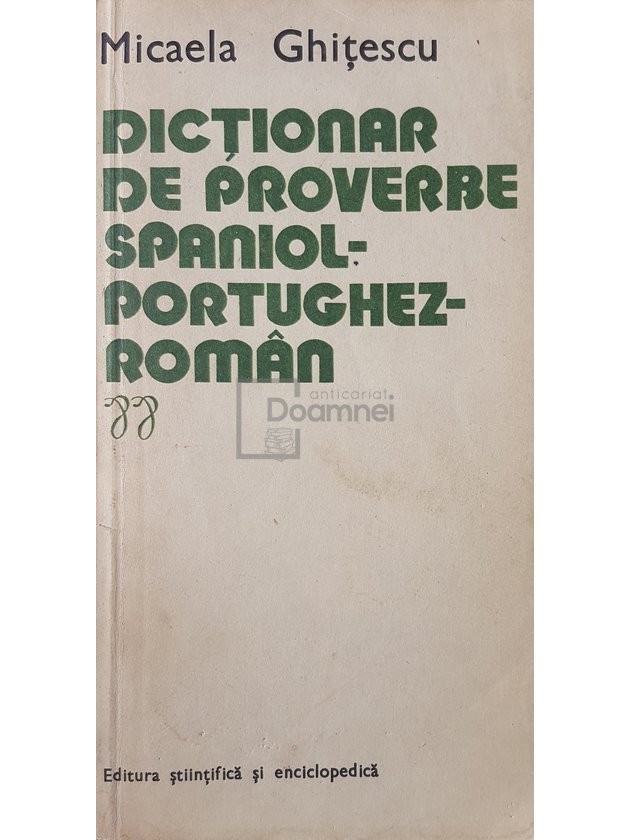 Micaela Ghițescu
DICȚIONAR
DE PROVERBE
SPANIOL-
PORTUGHEZ-
ROMÂN
anticariat
Doamnei
Editura științifică și enciclopedică